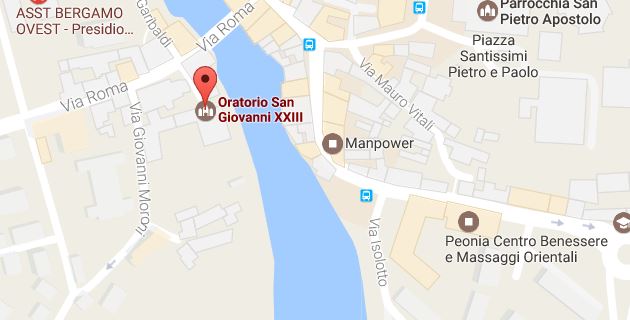 ASST BERGAMO
OVEST - Presidio...
Garibaldi
Via Roma
Parrocchia San
Pietro Apostolo
Piazza
Santissimi
Pietro e Paolo
Via Mauro Vitali
Via Roma
Oratorio San
Giovanni XXIII
Manpower
Via Giovanni Moro
Via Isolotto
Peonia Centro Benessere
e Massaggi Orientali